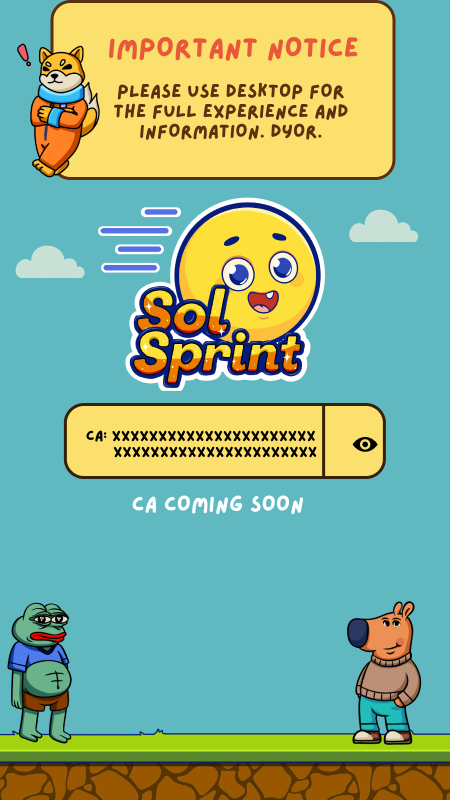 IMPORTANT NOTICE
PLEASE USE DESKTOP FOR
THE FULL EXPERIENCE AND
INFORMATION. DYOR.
Sol
Sprint
CA: XXXXXXXXXXXXXXXXXXXXXX
XXXXXXXXXXXXXXXXXXXXXX
CA COMING SOON